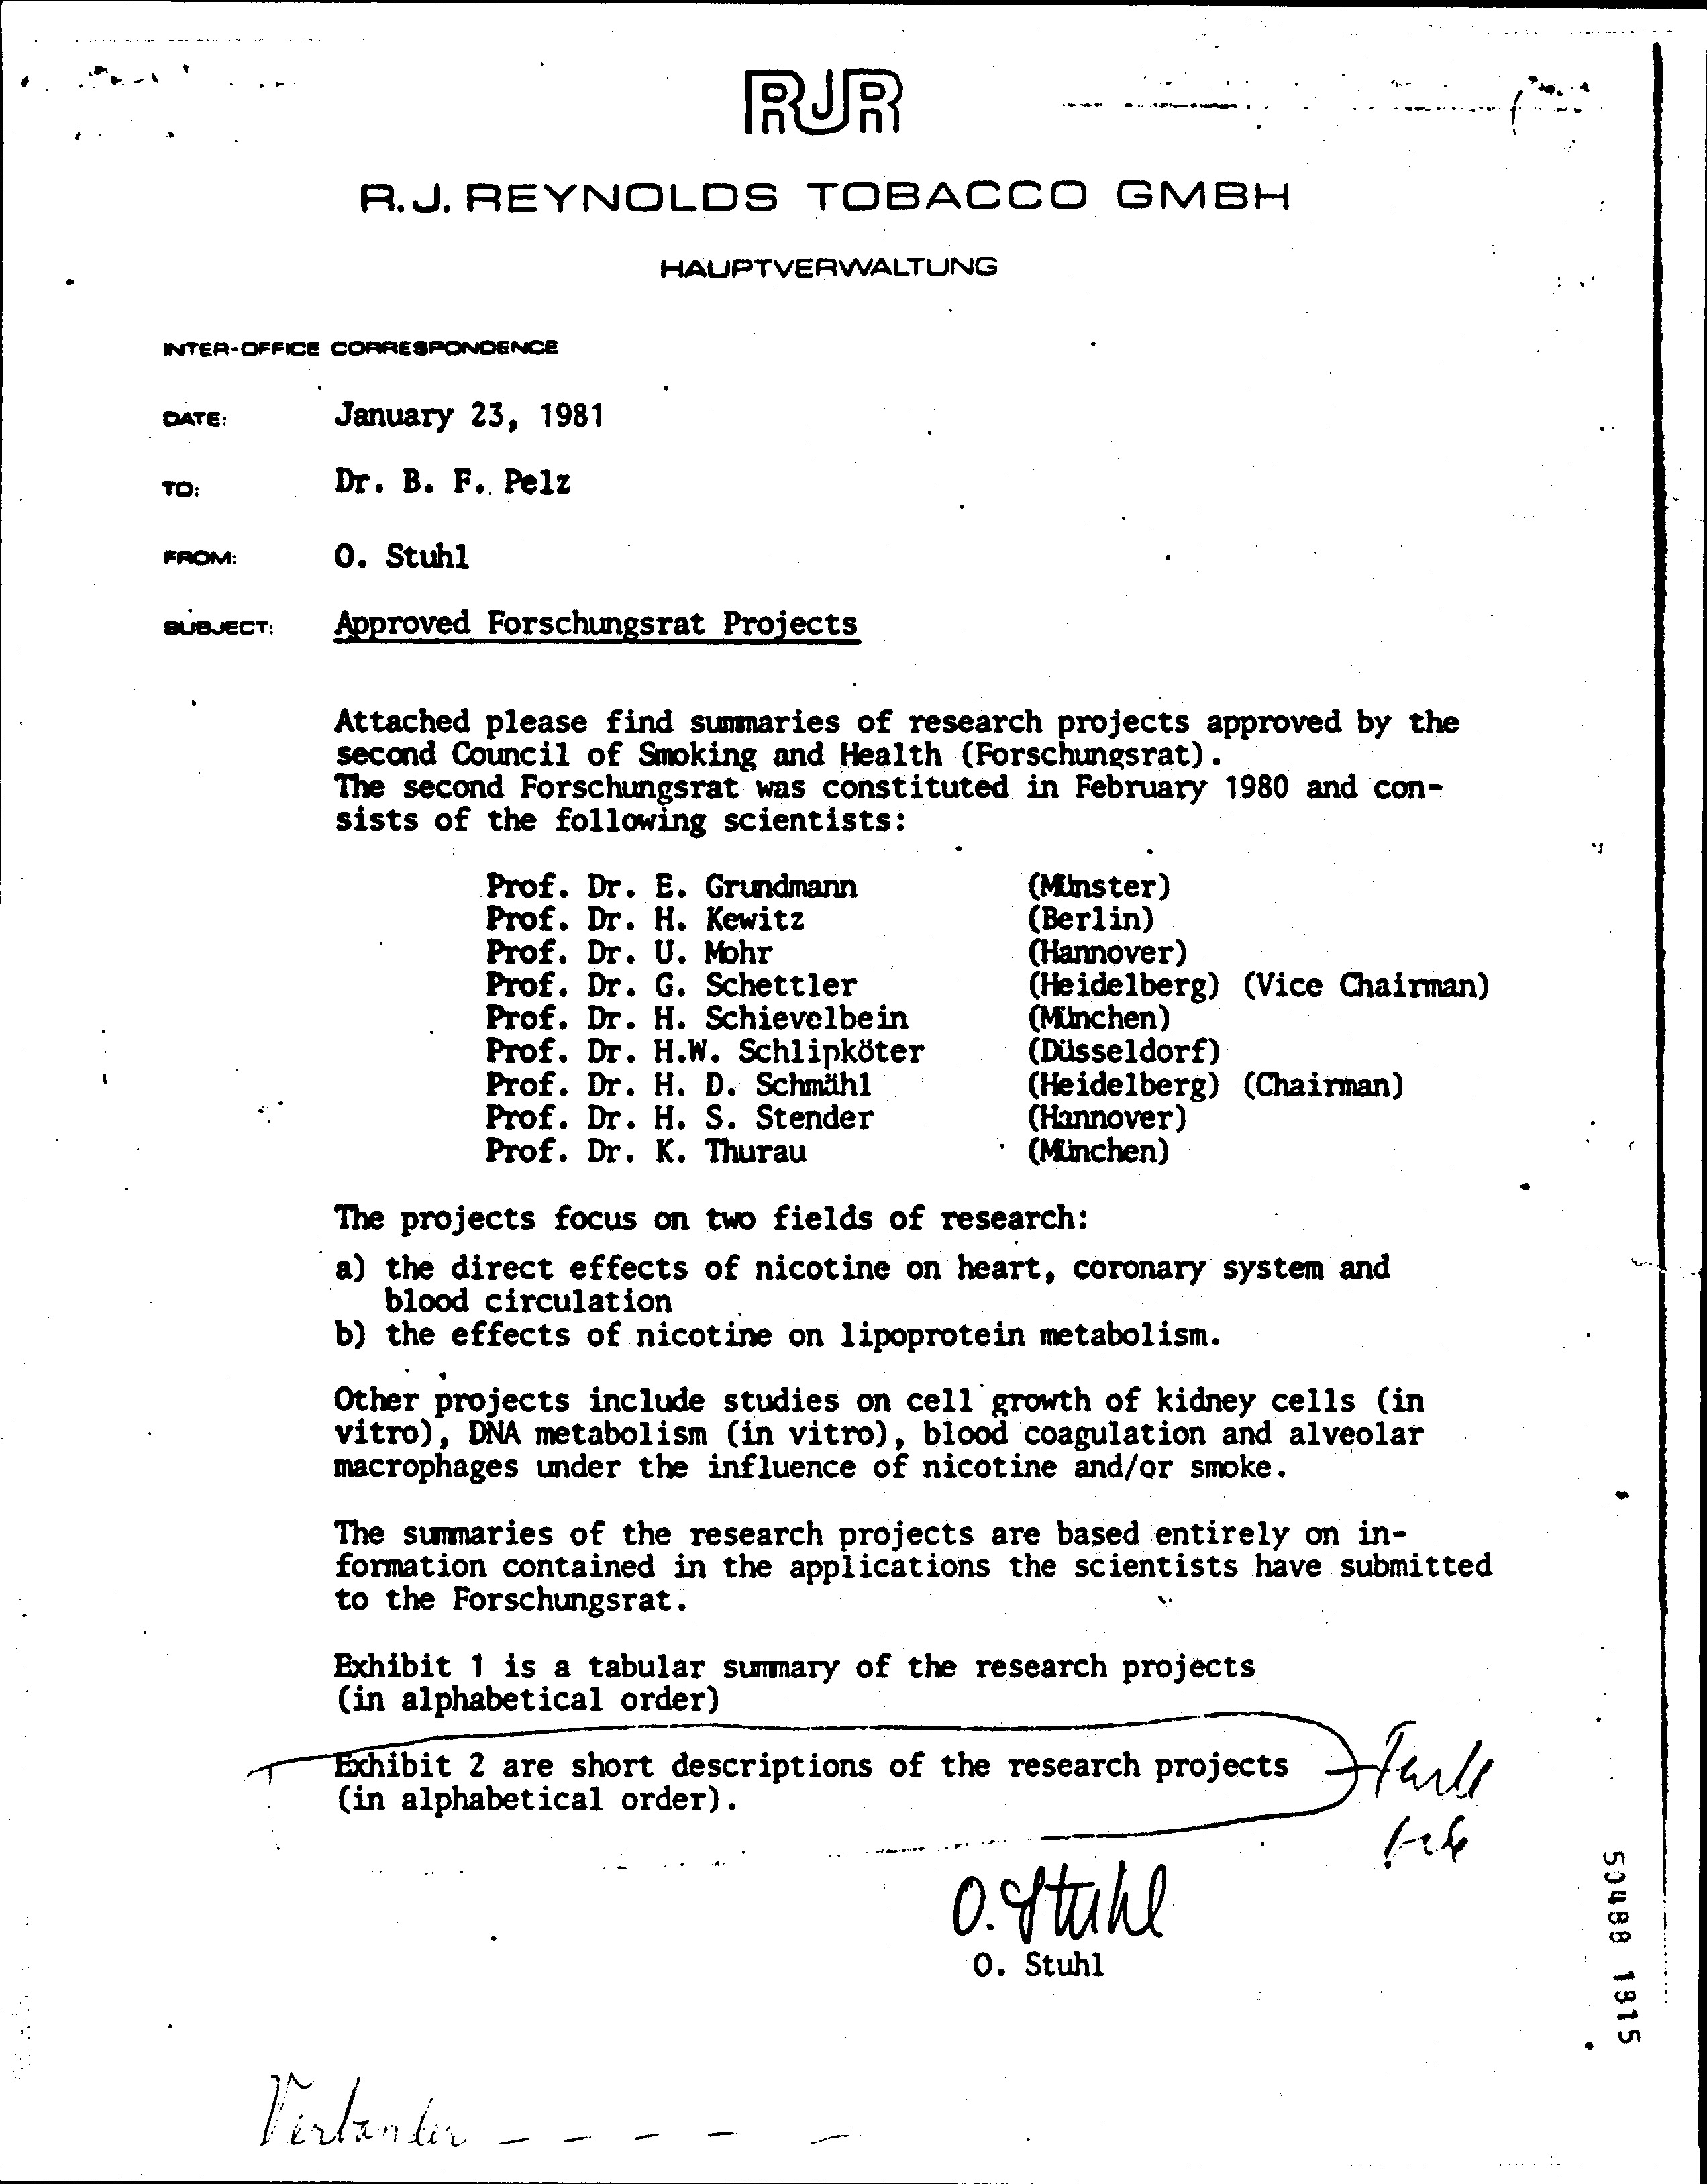 RJR
R.J. REYNOLDS TOBACCO GMBH
HAUPTVERWALTUNG
INTER-OFFICE CORRESPONDENCE
DATE: January 23, 1981
TO: Dr. B. F. Pelz
FROM: O. Stuhl
SUBJECT: Approved Forschungsrat Projects
Attached please find summaries of research projects approved by the
second Council of Smoking and Health (Forschungsrat).
The second Forschungsrat was constituted in February 1980 and con-
sists of the following scientists:
Prof. Dr. E. Grundmann (Münster)
Prof. Dr. H. Kewitz (Berlin)
Prof. Dr. U. Mohr (Hannover)
Prof. Dr. G. Schettler (Heidelberg) (Vice Chairman)
Prof. Dr. H. Schievelbein (München)
Prof. Dr. H.W. Schlipköter (Düsseldorf)
Prof. Dr. H. D. Schmähl (Heidelberg) (Chairman)
Prof. Dr. H. S. Stender (Hannover)
Prof. Dr. K. Thurau (München)
The projects focus on two fields of research:
a) the direct effects of nicotine on heart, coronary system and
blood circulation
b) the effects of nicotine on lipoprotein metabolism.
Other projects include studies on cell growth of kidney cells (in
vitro), DNA metabolism (in vitro), blood coagulation and alveolar
macrophages under the influence of nicotine and/or smoke.
The summaries of the research projects are based entirely on in-
formation contained in the applications the scientists have submitted
to the Forschungsrat.
Exhibit 1 is a tabular summary of the research projects
(in alphabetical order)
Exhibit 2 are short descriptions of the research projects
(in alphabetical order).
O. Stuhl
O. Stuhl
50488 1815